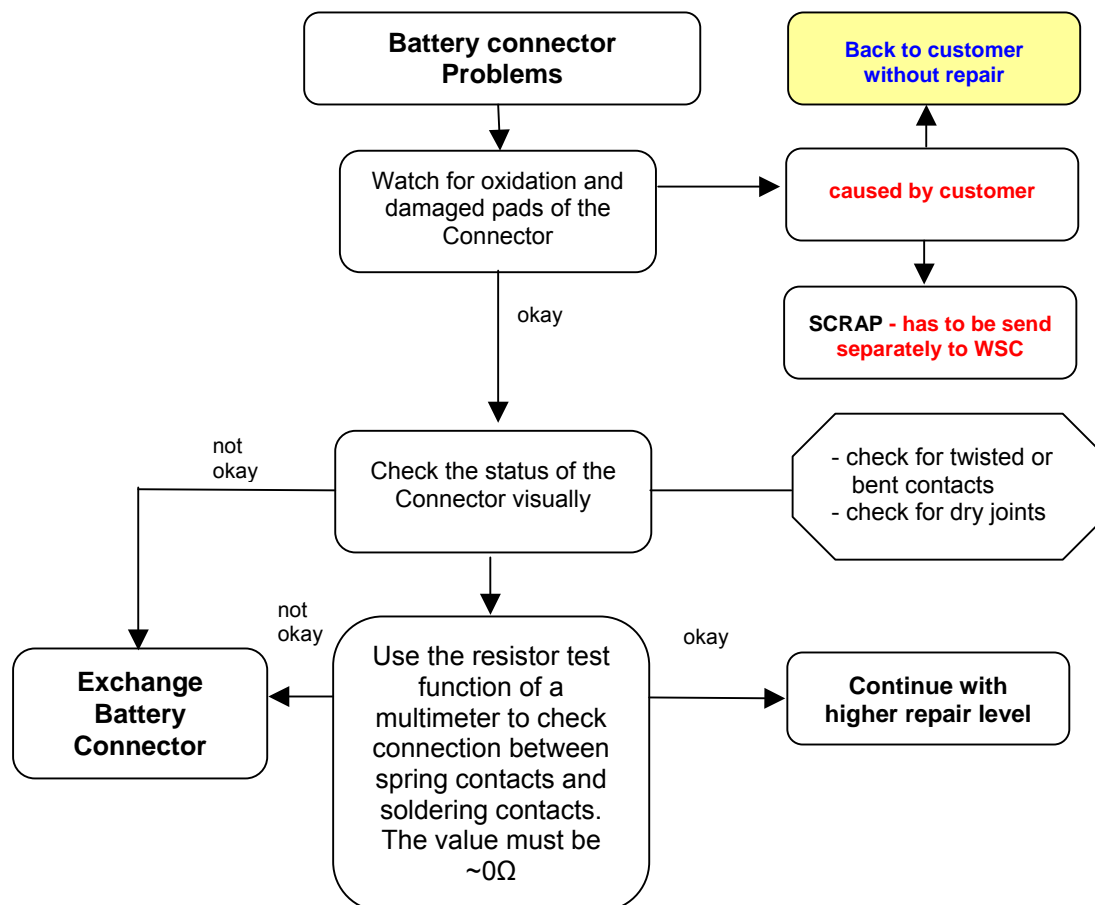 Battery connector
Problems
Back to customer
without repair
Watch for oxidation and
damaged pads of the
Connector
caused by customer
okay
SCRAP - has to be send
separately to WSC
not
okay
Check the status of the
Connector visually
- check for twisted or
bent contacts
- check for dry joints
not
okay
okay
Exchange
Battery
Connector
Use the resistor test
function of a
multimeter to check
connection between
spring contacts and
soldering contacts.
The value must be
~0Ω
Continue with
higher repair level